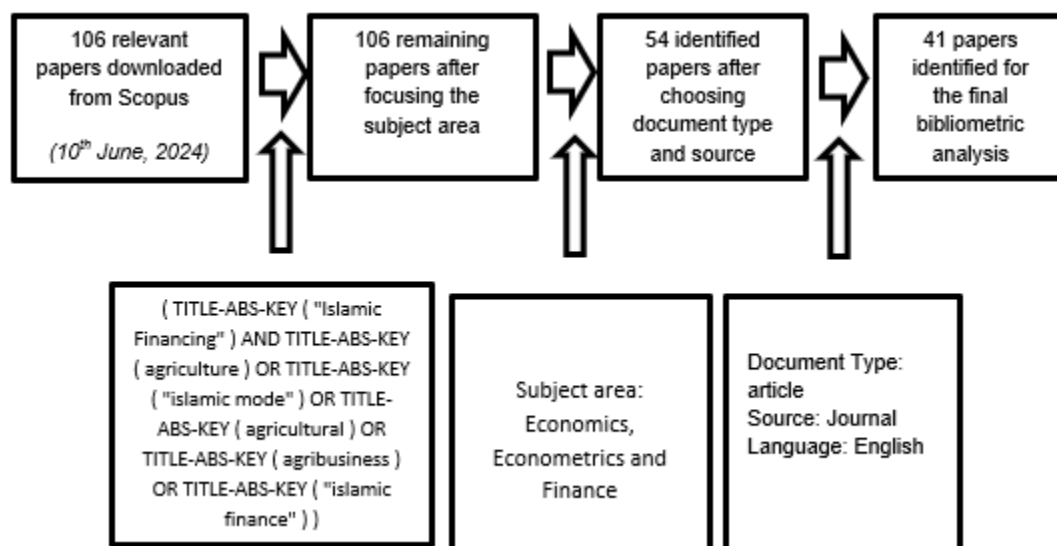 106 relevant
papers downloaded
from Scopus
(10th June, 2024)
106 remaining
papers after
focusing the
subject area
54 identified
papers after
choosing
document type
and source
41 papers
identified for
the final
bibliometric
analysis
( TITLE-ABS-KEY ( "Islamic
Financing" ) AND TITLE-ABS-KEY
( agriculture ) OR TITLE-ABS-KEY
( "islamic mode" ) OR TITLE-
ABS-KEY ( agricultural ) OR
TITLE-ABS-KEY ( agribusiness )
OR TITLE-ABS-KEY ( "islamic
finance" ) )
Subject area:
Economics,
Econometrics and
Finance
Document Type:
article
Source: Journal
Language: English